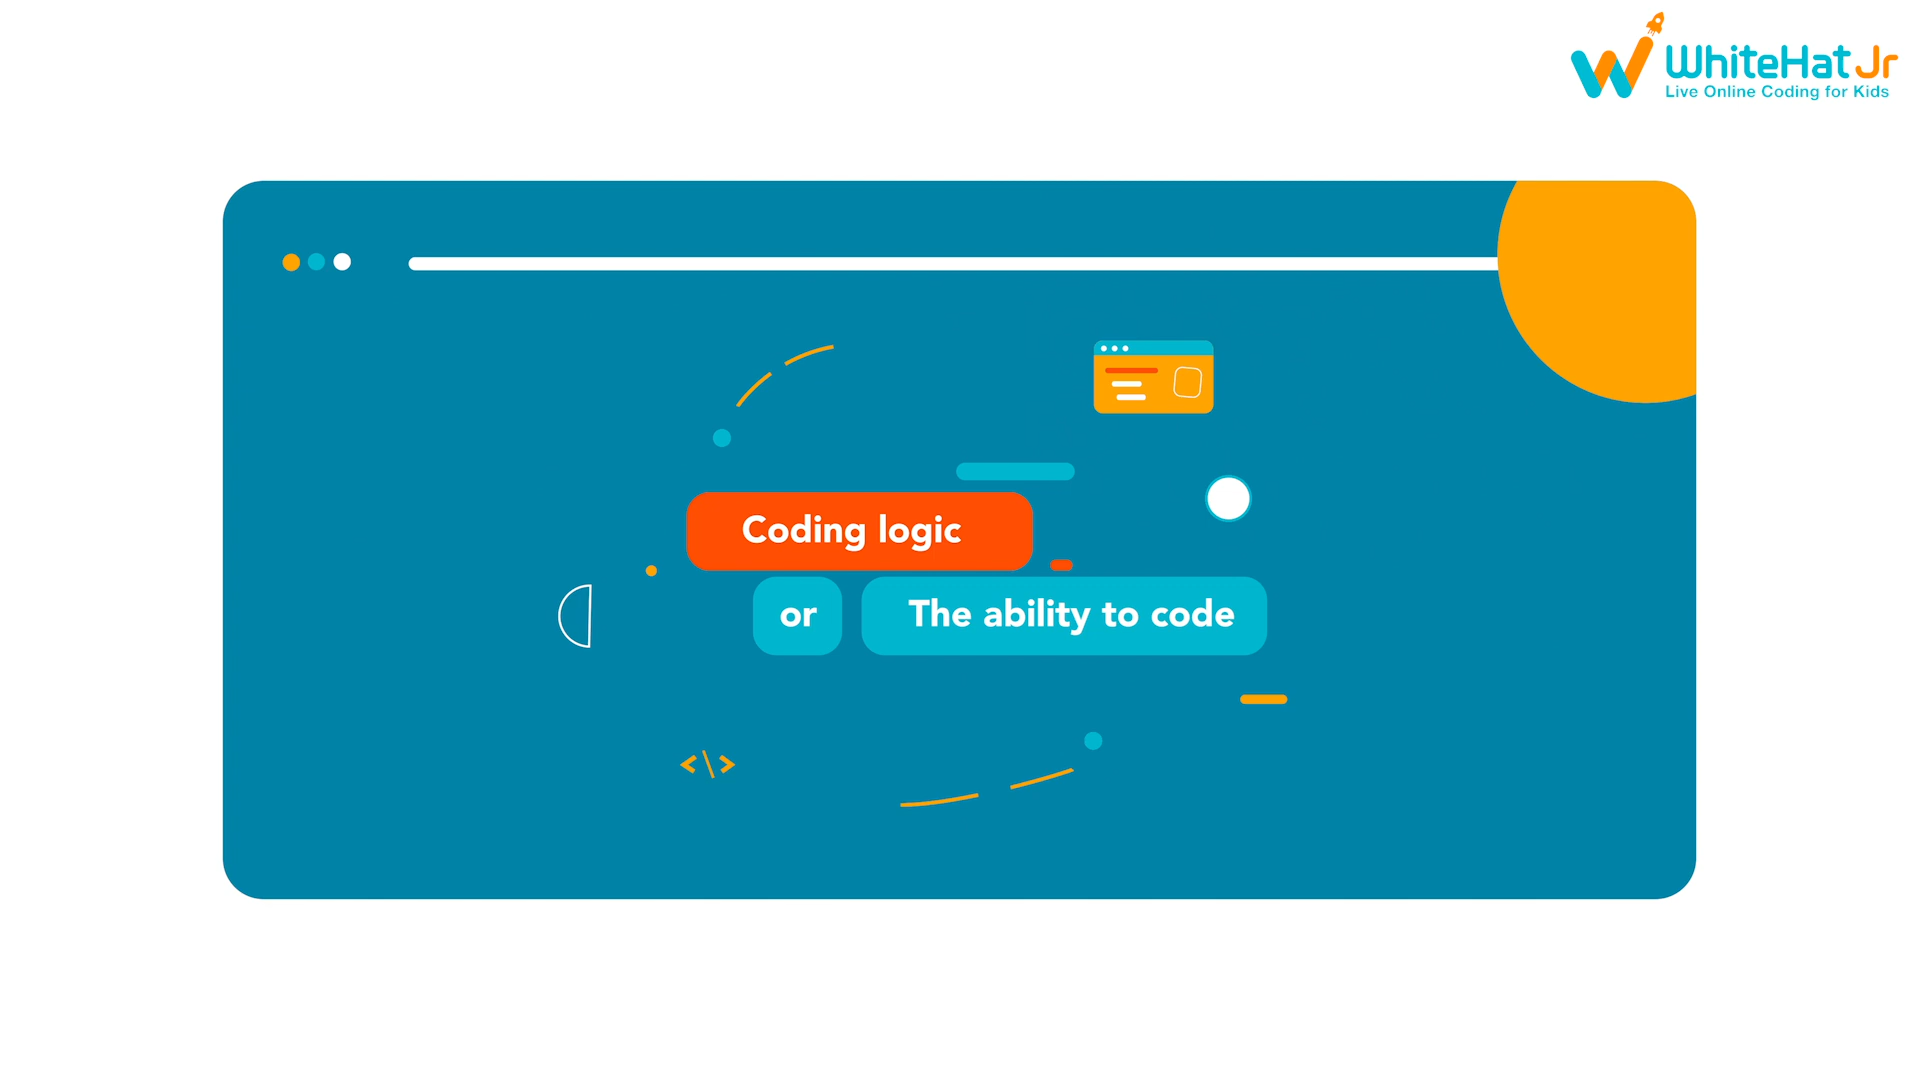 WhiteHat Jr
Live Online Coding for Kids
Coding logic
or The ability to code
</>